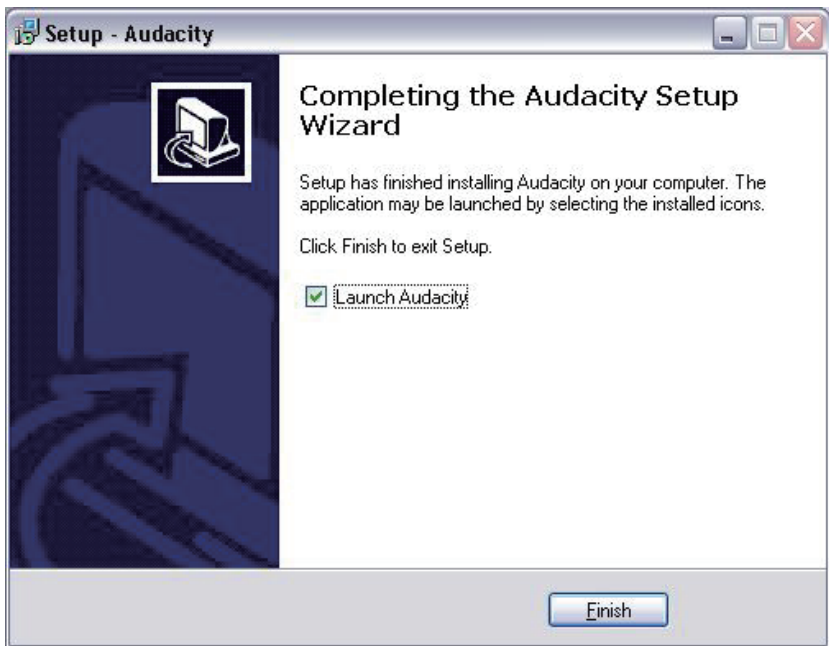 Setup - Audacity
Completing the Audacity Setup
Wizard
Setup has finished installing Audacity on your computer. The
application may be launched by selecting the installed icons.
Click Finish to exit Setup.
Launch Audacity
Finish